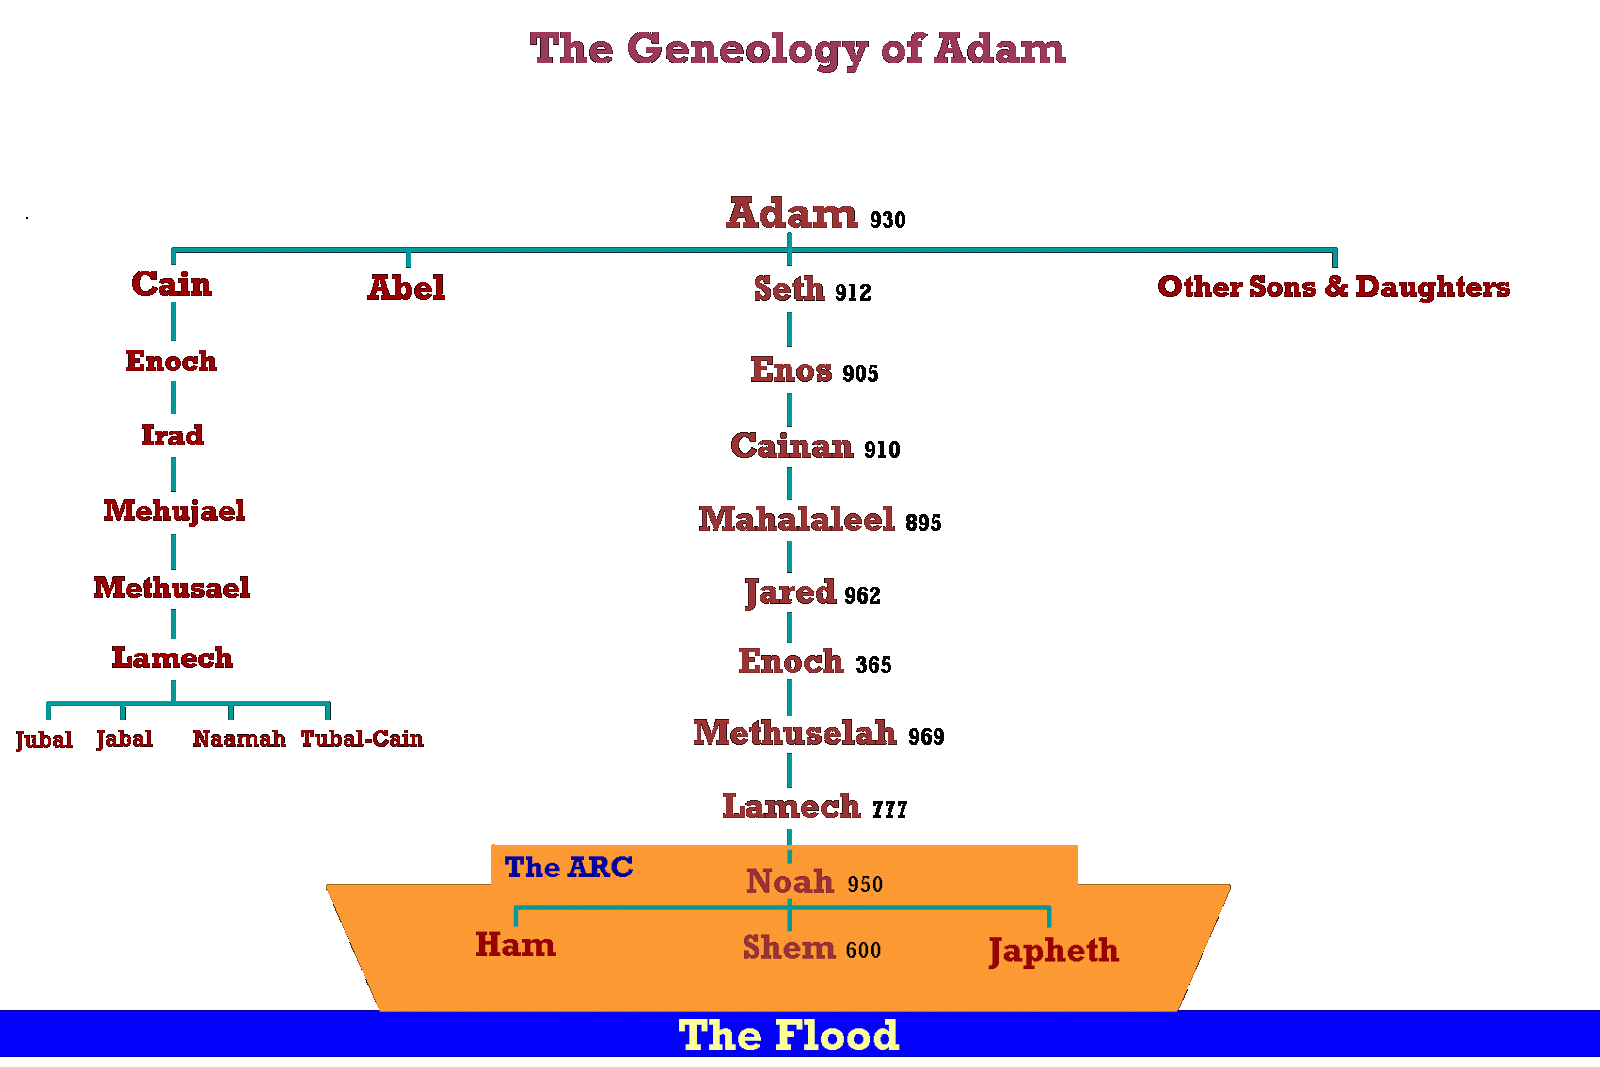 The Geneology of Adam
Adam 930
Cain Abel Seth 912 Other Sons & Daughters
Enoch Enos 905
Irad Cainan 910
Mehujael Mahalaleel 895
Methusael Jared 962
Lamech Enoch 365
Jubal Jabal Naamah Tubal-Cain Methuselah 969
Lamech 777
The ARC Noah 950
Ham Shem 600 Japheth
The Flood